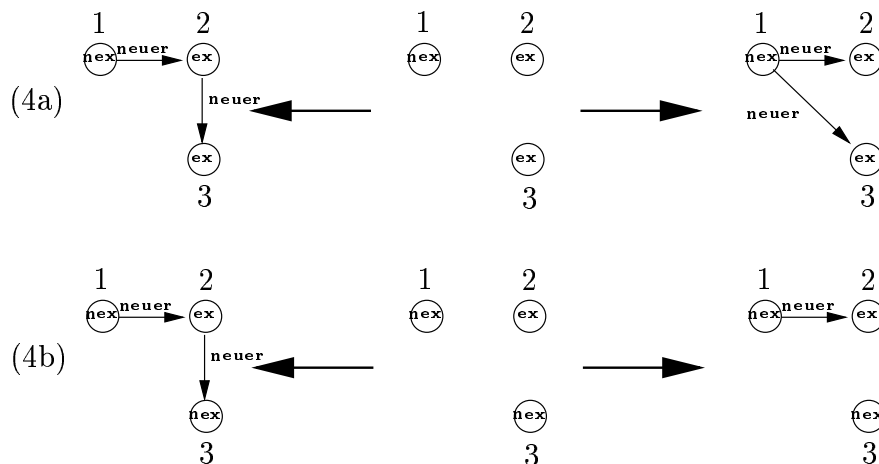 1 2 1 2 1 2
nex neuer ex nex ex nex neuer ex
(4a) neuer neuer
ex ex ex
3 3 3
1 2 1 2 1 2
nex neuer ex nex ex nex neuer ex
(4b) neuer
nex nex nex
3 3 3